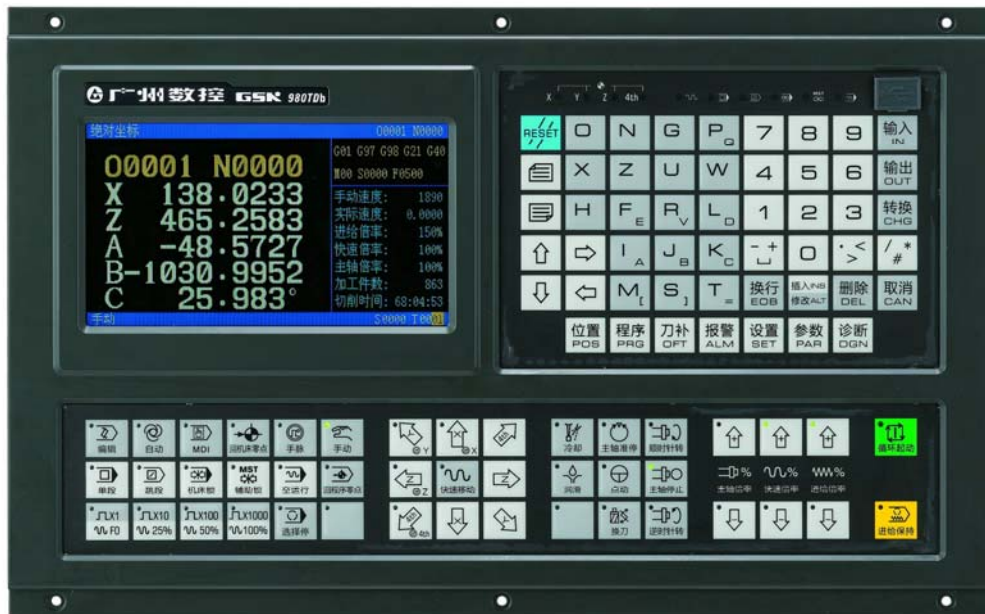 广州数控 GSK 980TDb
绝对坐标 O0001 N0000
O0001 N0000
X 138.0233
Z 465.2583
A -48.5727
B-1030.9952
C 25.983°
G01 G97 G98 G21 G40
M00 S0000 F0500
手动速度: 1890
实际速度: 0.0000
进给倍率: 150%
快速倍率: 100%
主轴倍率: 100%
加工件数: 863
切削时间: 68:04:53
手动 S0000 T0001
X Y Z 4th
RESET O N G P Q 7 8 9 输入 IN
X Z U W 4 5 6 输出 OUT
H F E R V L D 1 2 3 转换 CHG
I A J B K C - + 0 . < > / * #
M [ S ] T = 换行 EOB 插入INS 修改ALT 删除 DEL 取消 CAN
位置 POS 程序 PRG 刀补 OFT 报警 ALM 设置 SET 参数 PAR 诊断 DGN
编辑 自动 MDI 回机床零点 手脉 手动
单段 跳段 机床锁 MST 辅助锁 空运行 回程序零点
X1 F0 X10 25% X100 50% X1000 100% 选择停
Y X
Z Z 快速移动
4th X
冷却 主轴准停 顺时针转
润滑 点动 主轴停止
换刀 逆时针转
% % %
主轴倍率 快速倍率 进给倍率
循环起动
进给保持